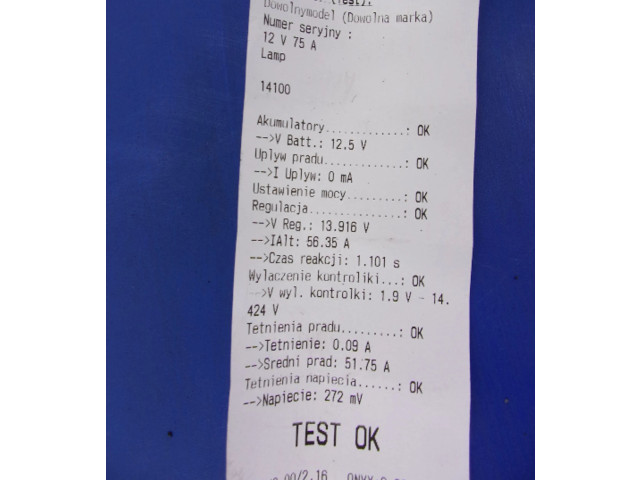 (Test):
Dowolnymodel (Dowolna marka)
Numer seryjny :
12 V 75 A
Lamp
14100
Akumulatory............: OK
-->V Batt.: 12.5 V
Uplyw pradu............: OK
-->I Uplyw: 0 mA
Ustawienie mocy........: OK
Regulacja..............: OK
-->V Reg.: 13.916 V
-->IAlt: 56.35 A
-->Czas reakcji: 1.101 s
Wylaczenie kontroliki...: OK
-->V wyl. kontrolki: 1.9 V - 14.
424 V
Tetnienia pradu.........: OK
-->Tetnienie: 0.09 A
-->Sredni prad: 51.75 A
Tetnienia napiecia......: OK
-->Napiecie: 272 mV
TEST OK